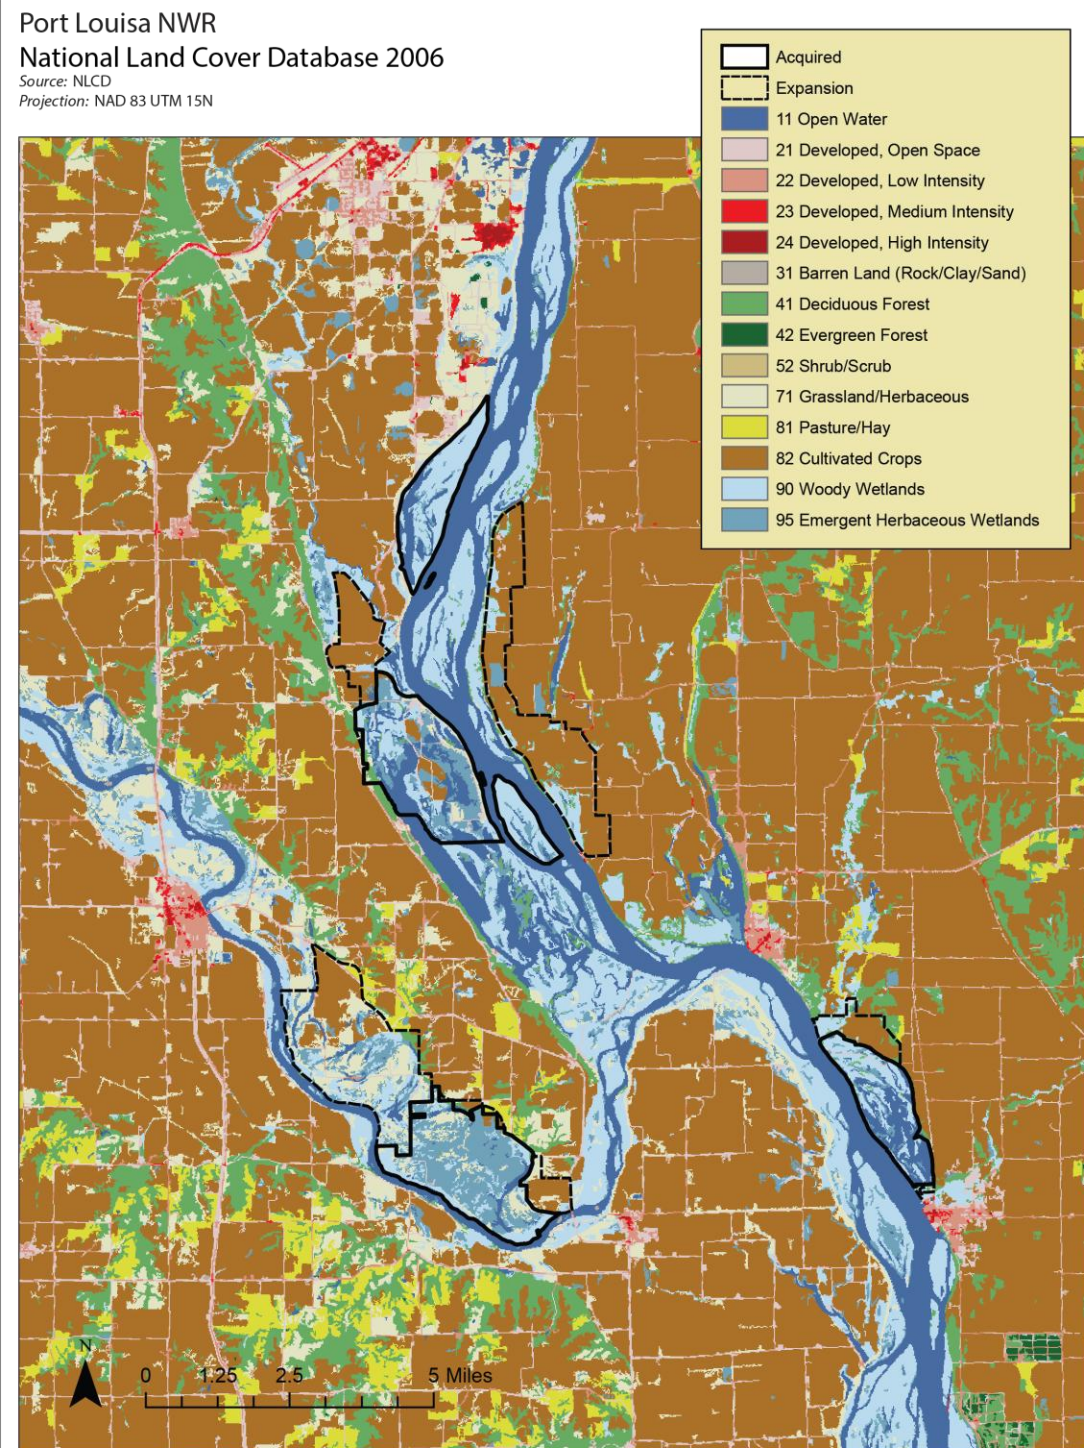 Port Louisa NWR
National Land Cover Database 2006
Source: NLCD
Projection: NAD 83 UTM 15N
Acquired
Expansion
11 Open Water
21 Developed, Open Space
22 Developed, Low Intensity
23 Developed, Medium Intensity
24 Developed, High Intensity
31 Barren Land (Rock/Clay/Sand)
41 Deciduous Forest
42 Evergreen Forest
52 Shrub/Scrub
71 Grassland/Herbaceous
81 Pasture/Hay
82 Cultivated Crops
90 Woody Wetlands
95 Emergent Herbaceous Wetlands
N
0 1.25 2.5 5 Miles